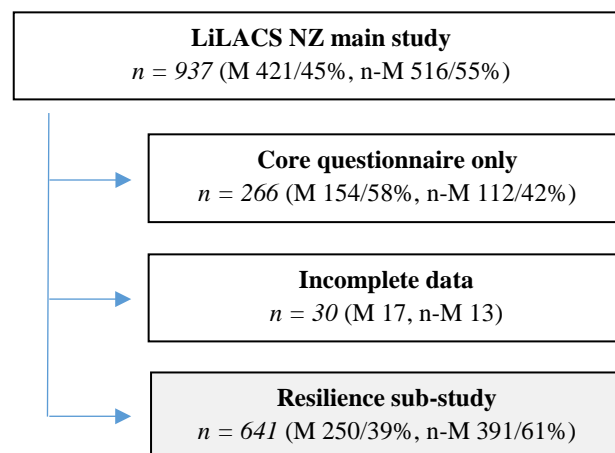 LiLACS NZ main study
n = 937 (M 421/45%, n-M 516/55%)
Core questionnaire only
n = 266 (M 154/58%, n-M 112/42%)
Incomplete data
n = 30 (M 17, n-M 13)
Resilience sub-study
n = 641 (M 250/39%, n-M 391/61%)